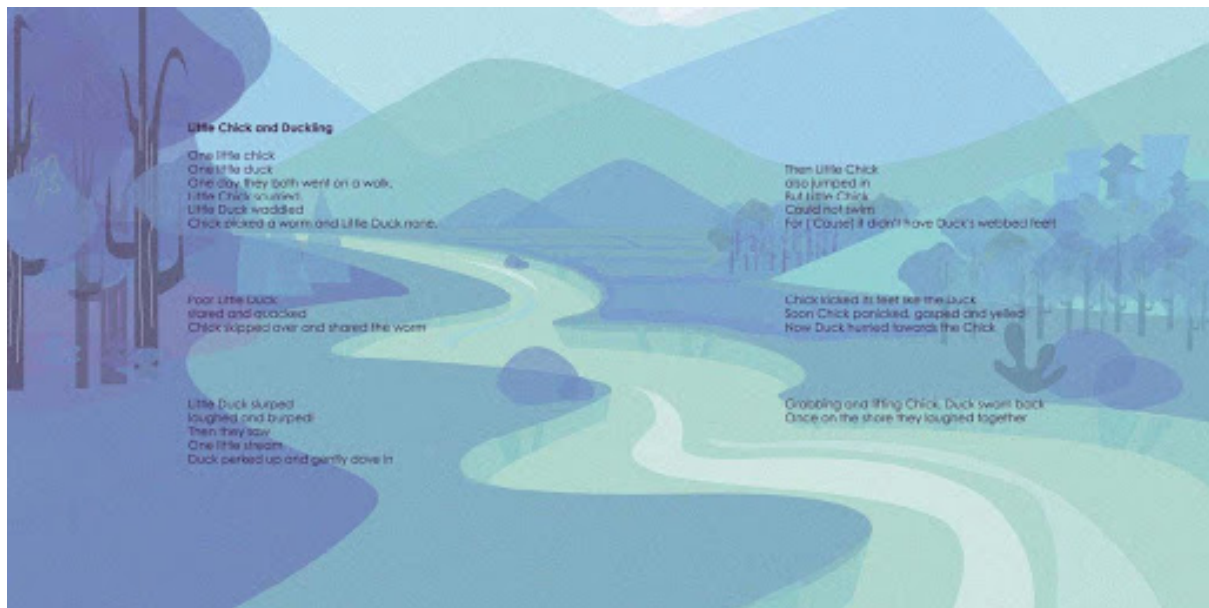 Little Chick and Duckling
One little chick
One little duck
One day they both went on a walk.
Little Chick scurried,
Little Duck waddled
Chick picked a worm and Little Duck none.
Poor Little Duck
stared and quacked
Chick skipped over and shared the worm
Little Duck slurped
laughed and burped!
Then they saw
One little stream
Duck perked up and gently dove in
Then Little Chick
also jumped in
But Little Chick
Could not swim
For ( 'Cause) it didn't have Duck's webbed feet!
Chick kicked its feet like the Duck
Soon Chick panicked, gasped and yelled
Now Duck hurried towards the Chick
Grabbing and lifting Chick, Duck swam back
Once on the shore they laughed together